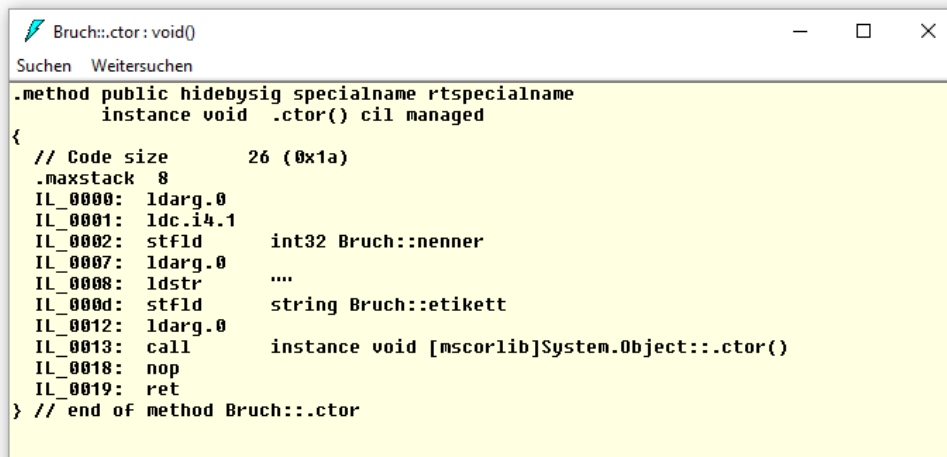 Bruch::.ctor : void()
Suchen Weitersuchen
.method public hidebysig specialname rtspecialname
        instance void  .ctor() cil managed
{
  // Code size       26 (0x1a)
  .maxstack  8
  IL_0000:  ldarg.0
  IL_0001:  ldc.i4.1
  IL_0002:  stfld      int32 Bruch::nenner
  IL_0007:  ldarg.0
  IL_0008:  ldstr      ""
  IL_000d:  stfld      string Bruch::etikett
  IL_0012:  ldarg.0
  IL_0013:  call       instance void [mscorlib]System.Object::.ctor()
  IL_0018:  nop
  IL_0019:  ret
} // end of method Bruch::.ctor